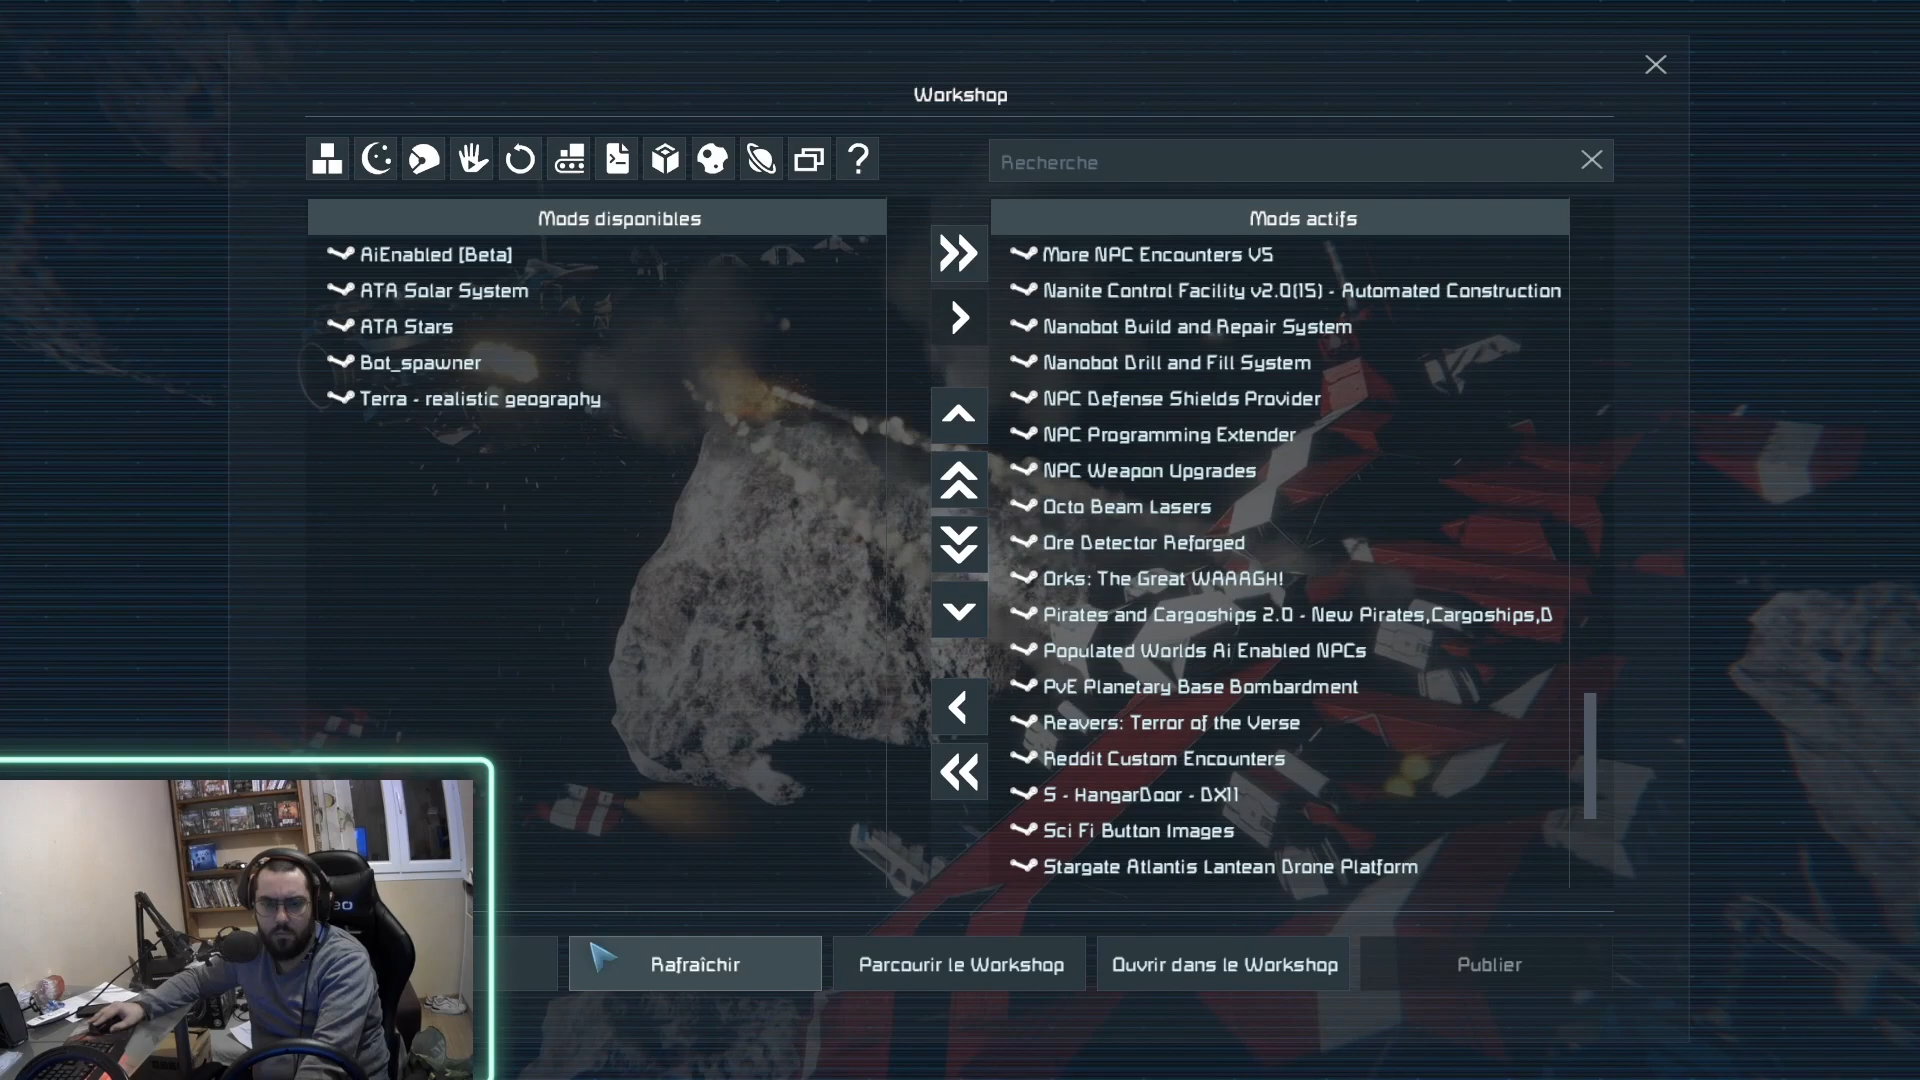 Workshop
Recherche
Mods disponibles
AiEnabled [Beta]
ATA Solar System
ATA Stars
Bot_spawner
Terra - realistic geography
Mods actifs
More NPC Encounters V5
Nanite Control Facility v2.0(15) - Automated Construction
Nanobot Build and Repair System
Nanobot Drill and Fill System
NPC Defense Shields Provider
NPC Programming Extender
NPC Weapon Upgrades
Octo Beam Lasers
Ore Detector Reforged
Orks: The Great WAAAGH!
Pirates and Cargoships 2.0 - New Pirates,Cargoships,D
Populated Worlds Ai Enabled NPCs
PvE Planetary Base Bombardment
Reavers: Terror of the Verse
Reddit Custom Encounters
S - HangarDoor - DX11
Sci Fi Button Images
Stargate Atlantis Lantean Drone Platform
Rafraîchir
Parcourir le Workshop
Ouvrir dans le Workshop
Publier